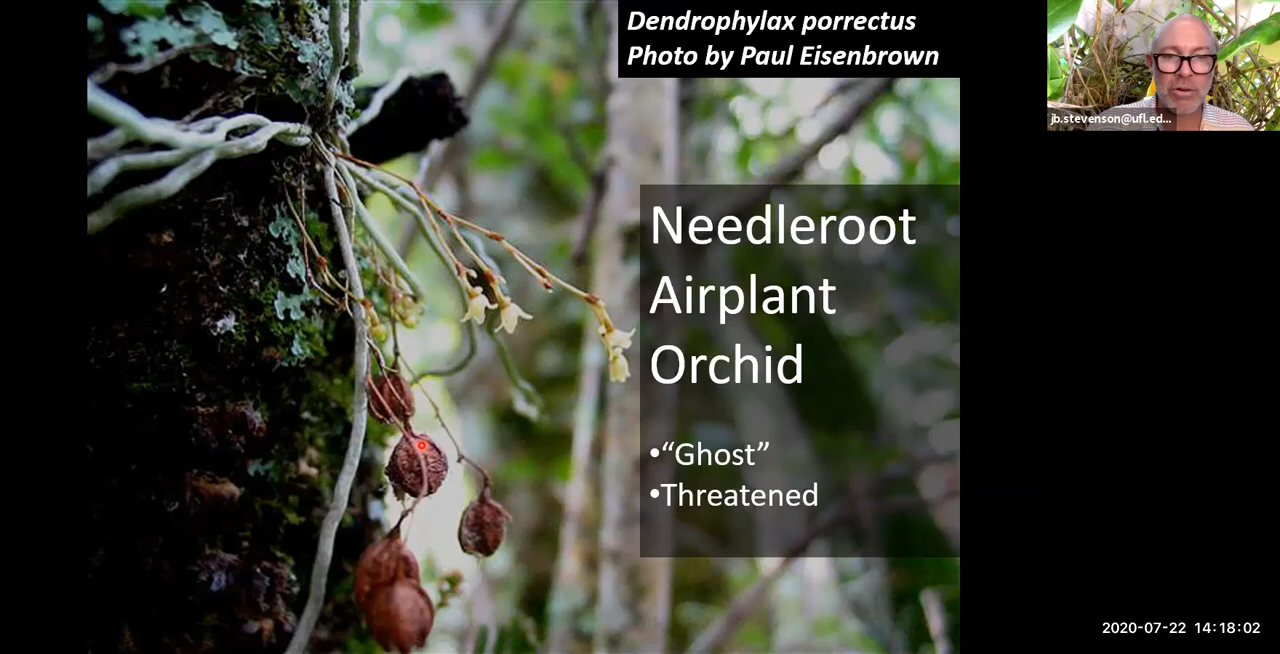 Dendrophylax porrectus
Photo by Paul Eisenbrown
jb.stevenson@ufl.ed...
Needleroot
Airplant
Orchid
•“Ghost”
•Threatened
2020-07-22 14:18:02